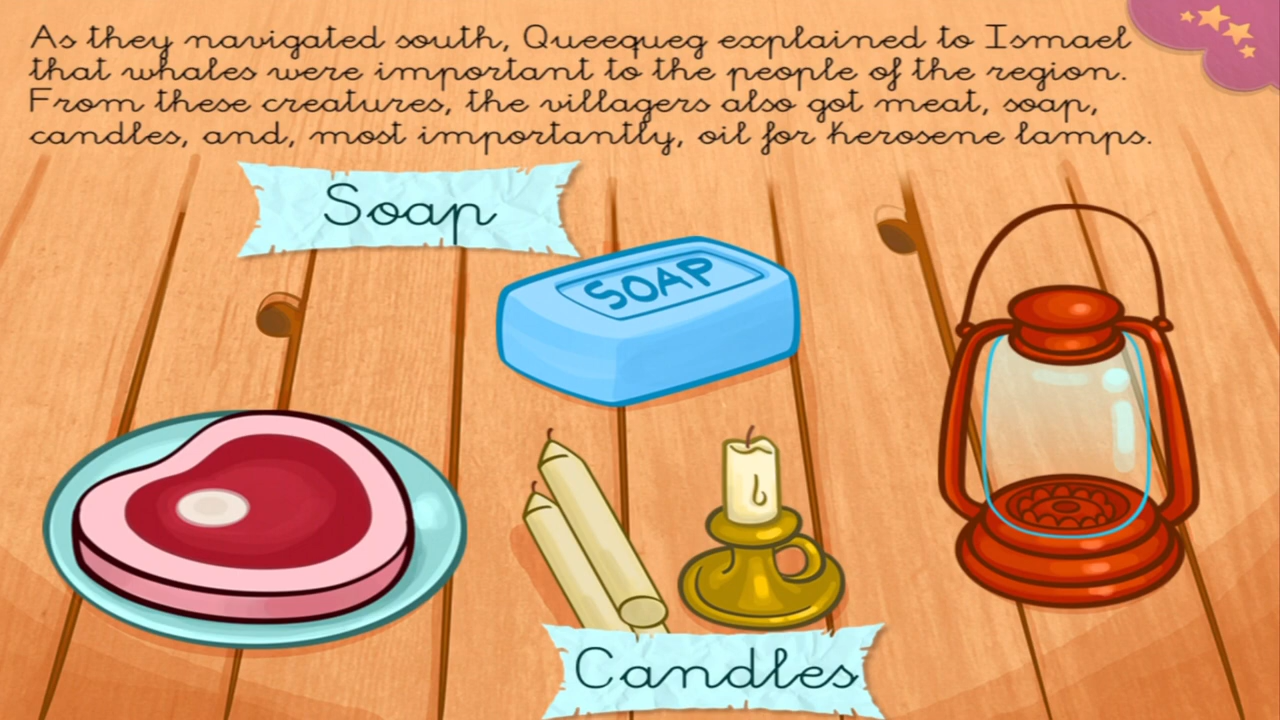 As they navigated south, Queequeg explained to Ismael
that whales were important to the people of the region.
From these creatures, the villagers also got meat, soap,
candles, and, most importantly, oil for kerosene lamps.
Soap
SOAP
Candles